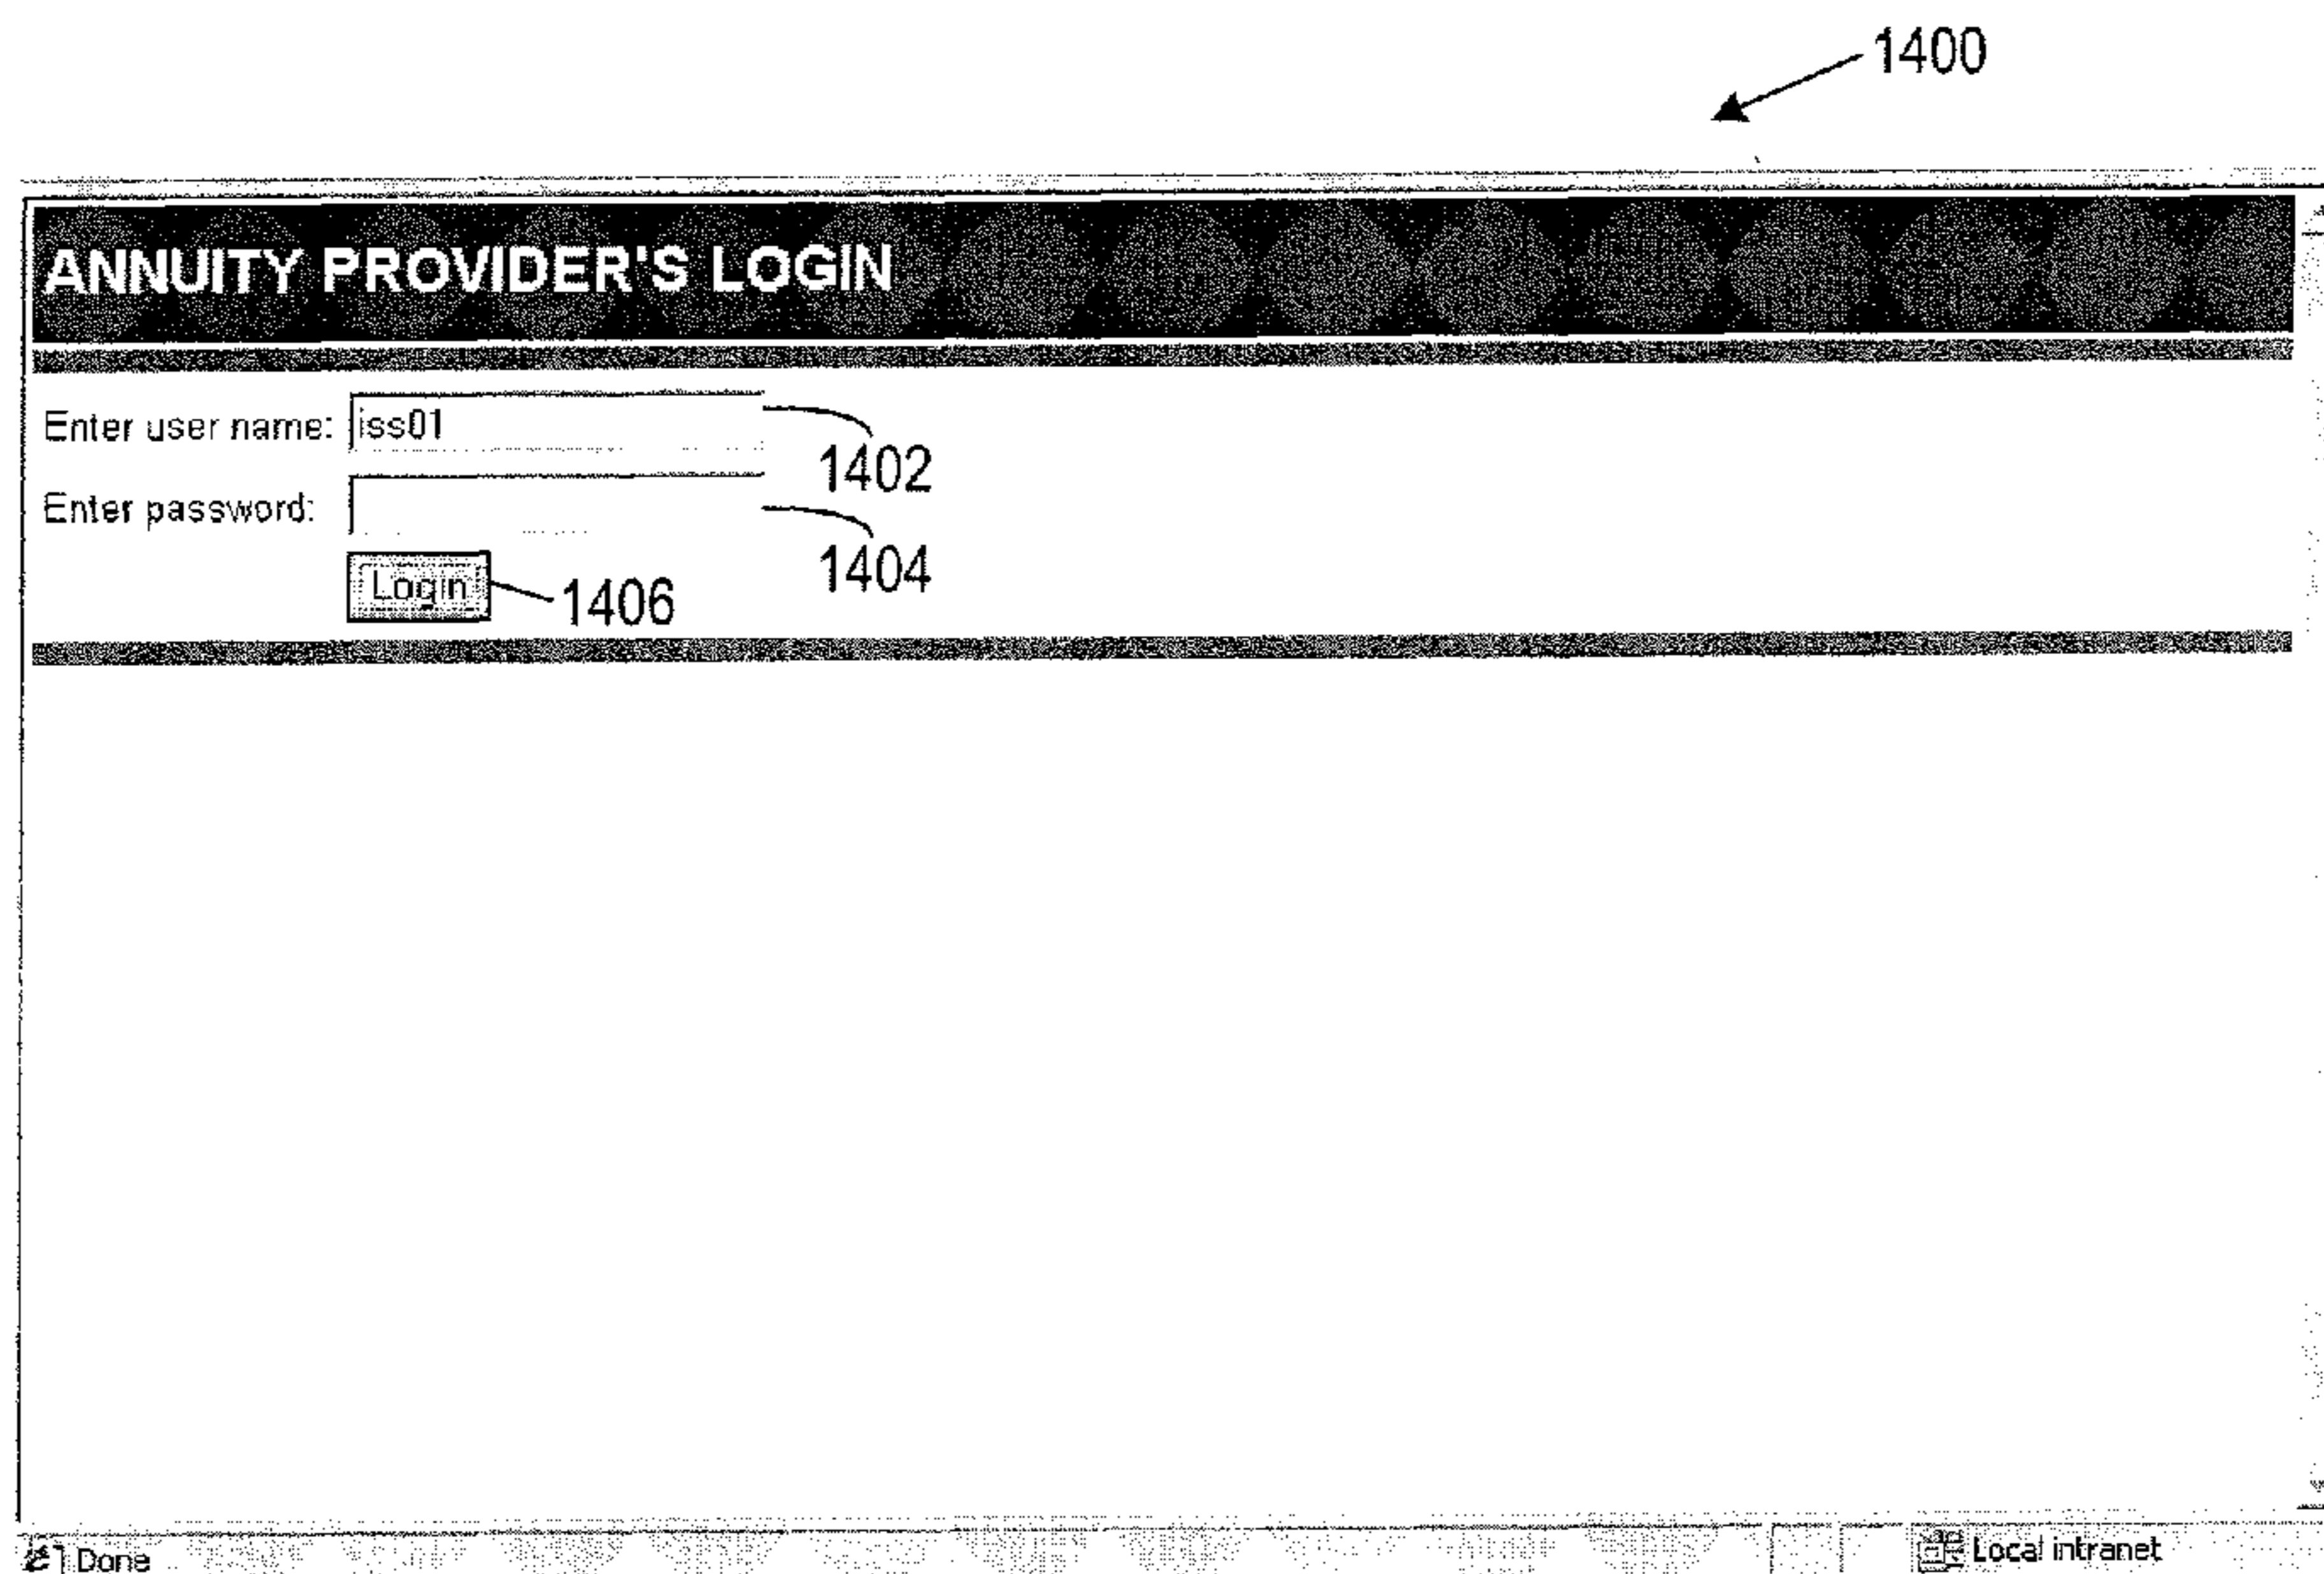 1400
ANNUITY PROVIDER'S LOGIN
Enter user name: iss01
1402
Enter password:
1404
Login
1406
Done
Local intranet